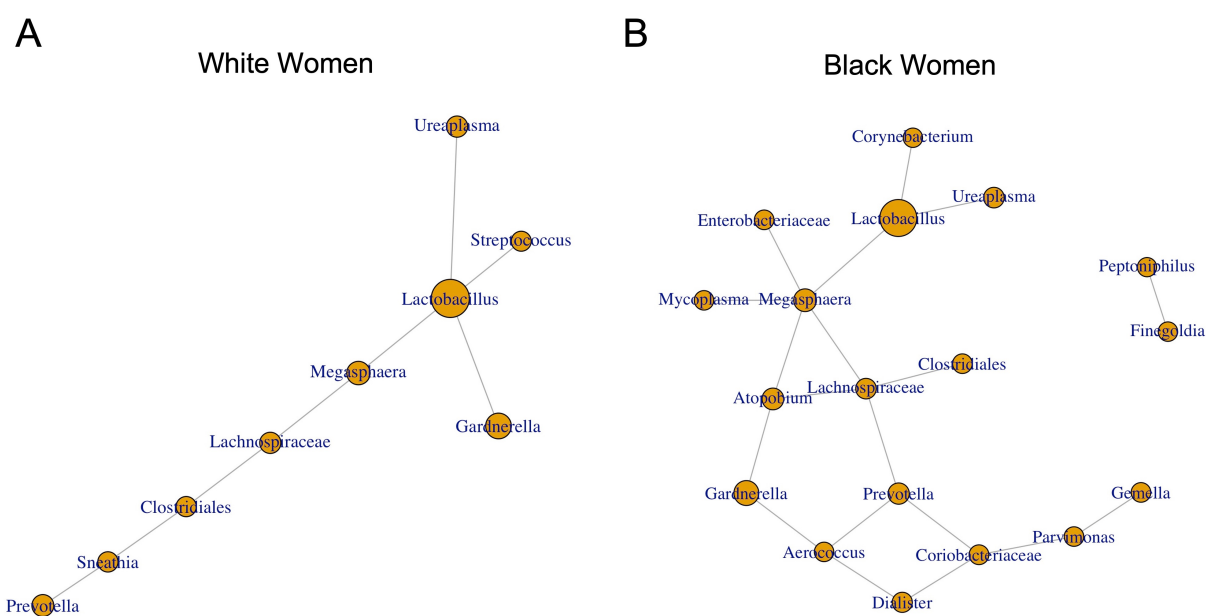 A
White Women
Ureaplasma
Streptococcus
Lactobacillus
Megasphaera
Gardnerella
Lachnospiraceae
Clostridiales
Sneathia
Prevotella
B
Black Women
Corynebacterium
Ureaplasma
Enterobacteriaceae
Lactobacillus
Peptoniphilus
Mycoplasma
Megasphaera
Finegoldia
Clostridiales
Lachnospiraceae
Atopobium
Gardnerella
Prevotella
Gemella
Parvimonas
Aerococcus
Coriobacteriaceae
Dialister